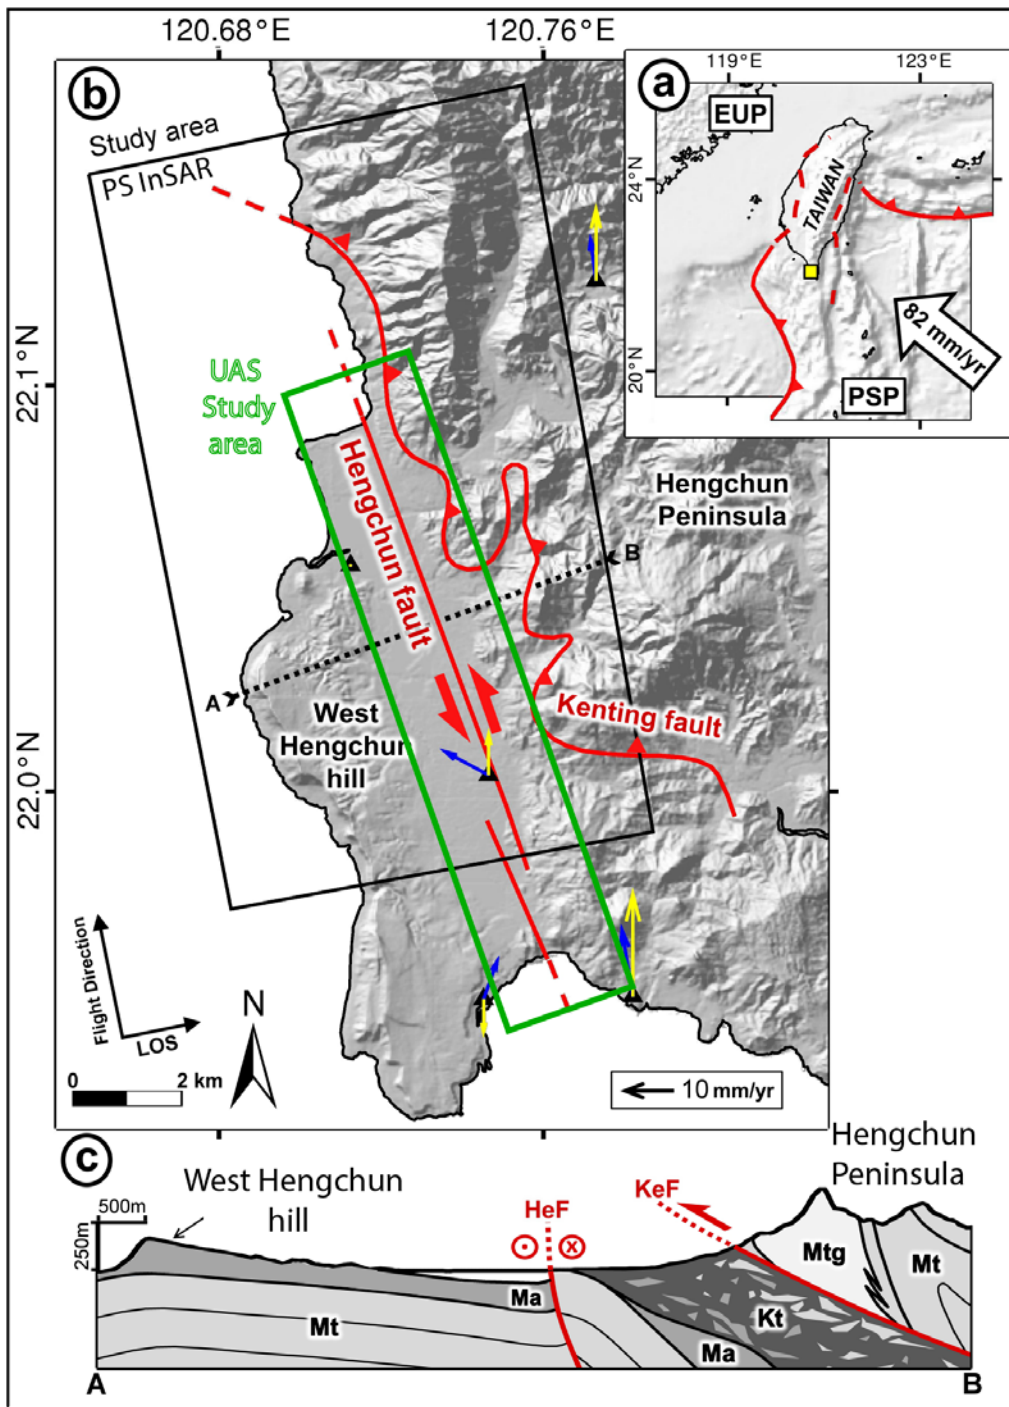 120.68°E
120.76°E
b
Study area
PS InSAR
22.1°N
22.0°N
UAS
Study
area
Hengchun fault
Hengchun
Peninsula
A
B
West
Hengchun
hill
Kenting fault
Flight Direction
LOS
N
0
2 km
10 mm/yr
a
119°E
123°E
24°N
20°N
EUP
TAIWAN
82 mm/yr
PSP
c
500m
250m
West Hengchun
hill
HeF
KeF
Hengchun
Peninsula
Mt
Ma
Kt
Ma
Mtg
Mt
A
B